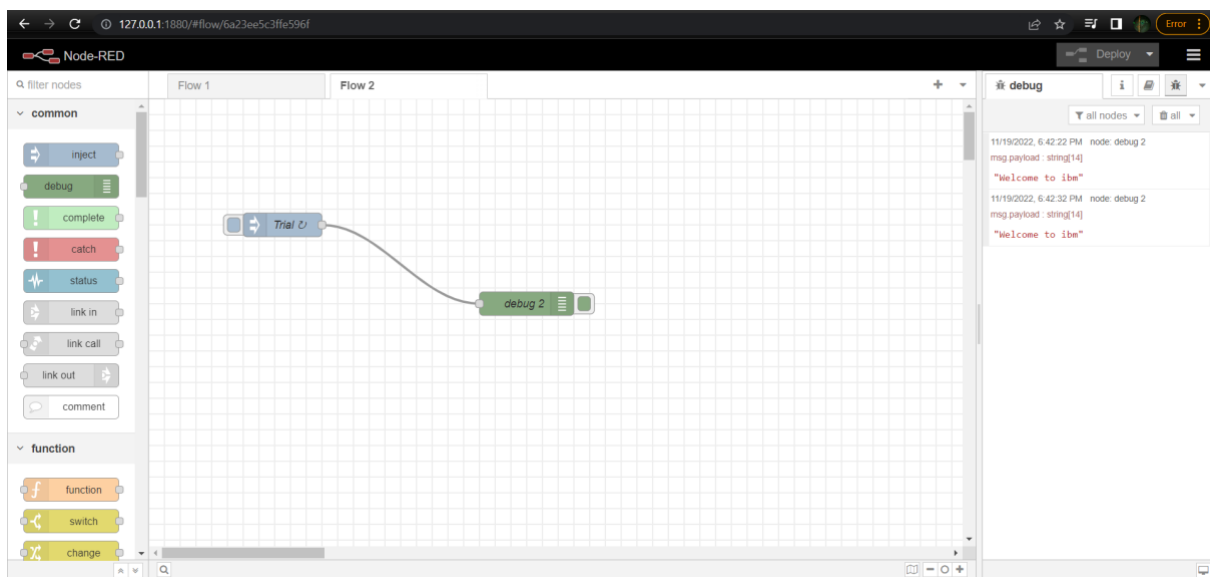 127.0.0.1:1880/#flow/6a23ee5c3ffe596f
Error
Node-RED
Deploy
filter nodes
Flow 1
Flow 2
debug
i
common
all nodes
all
inject
debug
complete
catch
status
link in
link call
link out
comment
function
function
switch
change
Trial ↻
debug 2
11/19/2022, 6:42:22 PM node: debug 2
msg.payload : string[14]
"Welcome to ibm"
11/19/2022, 6:42:32 PM node: debug 2
msg.payload : string[14]
"Welcome to ibm"